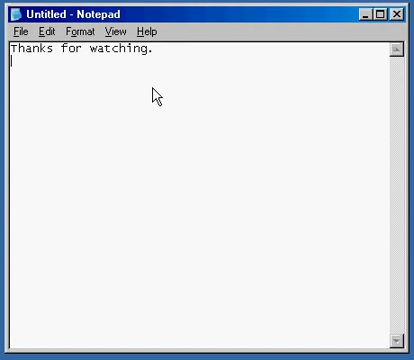 Untitled - Notepad
File Edit Format View Help
Thanks for watching.